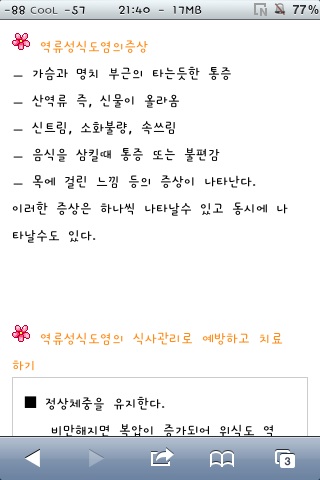 -88 CooL -57 21:40 - 17MB 77%
역류성식도염의증상
– 가슴과 명치 부근의 타는듯한 통증
– 산역류 즉, 신물이 올라옴
– 신트림, 소화불량, 속쓰림
– 음식을 삼킬때 통증 또는 불편감
– 목에 걸린 느낌 등의 증상이 나타난다.
이러한 증상은 하나씩 나타날수 있고 동시에 나
타날수도 있다.
역류성식도염의 식사관리로 예방하고 치료
하기
■ 정상체중을 유지한다.
비만해지면 복압이 증가되어 위식도 역
3